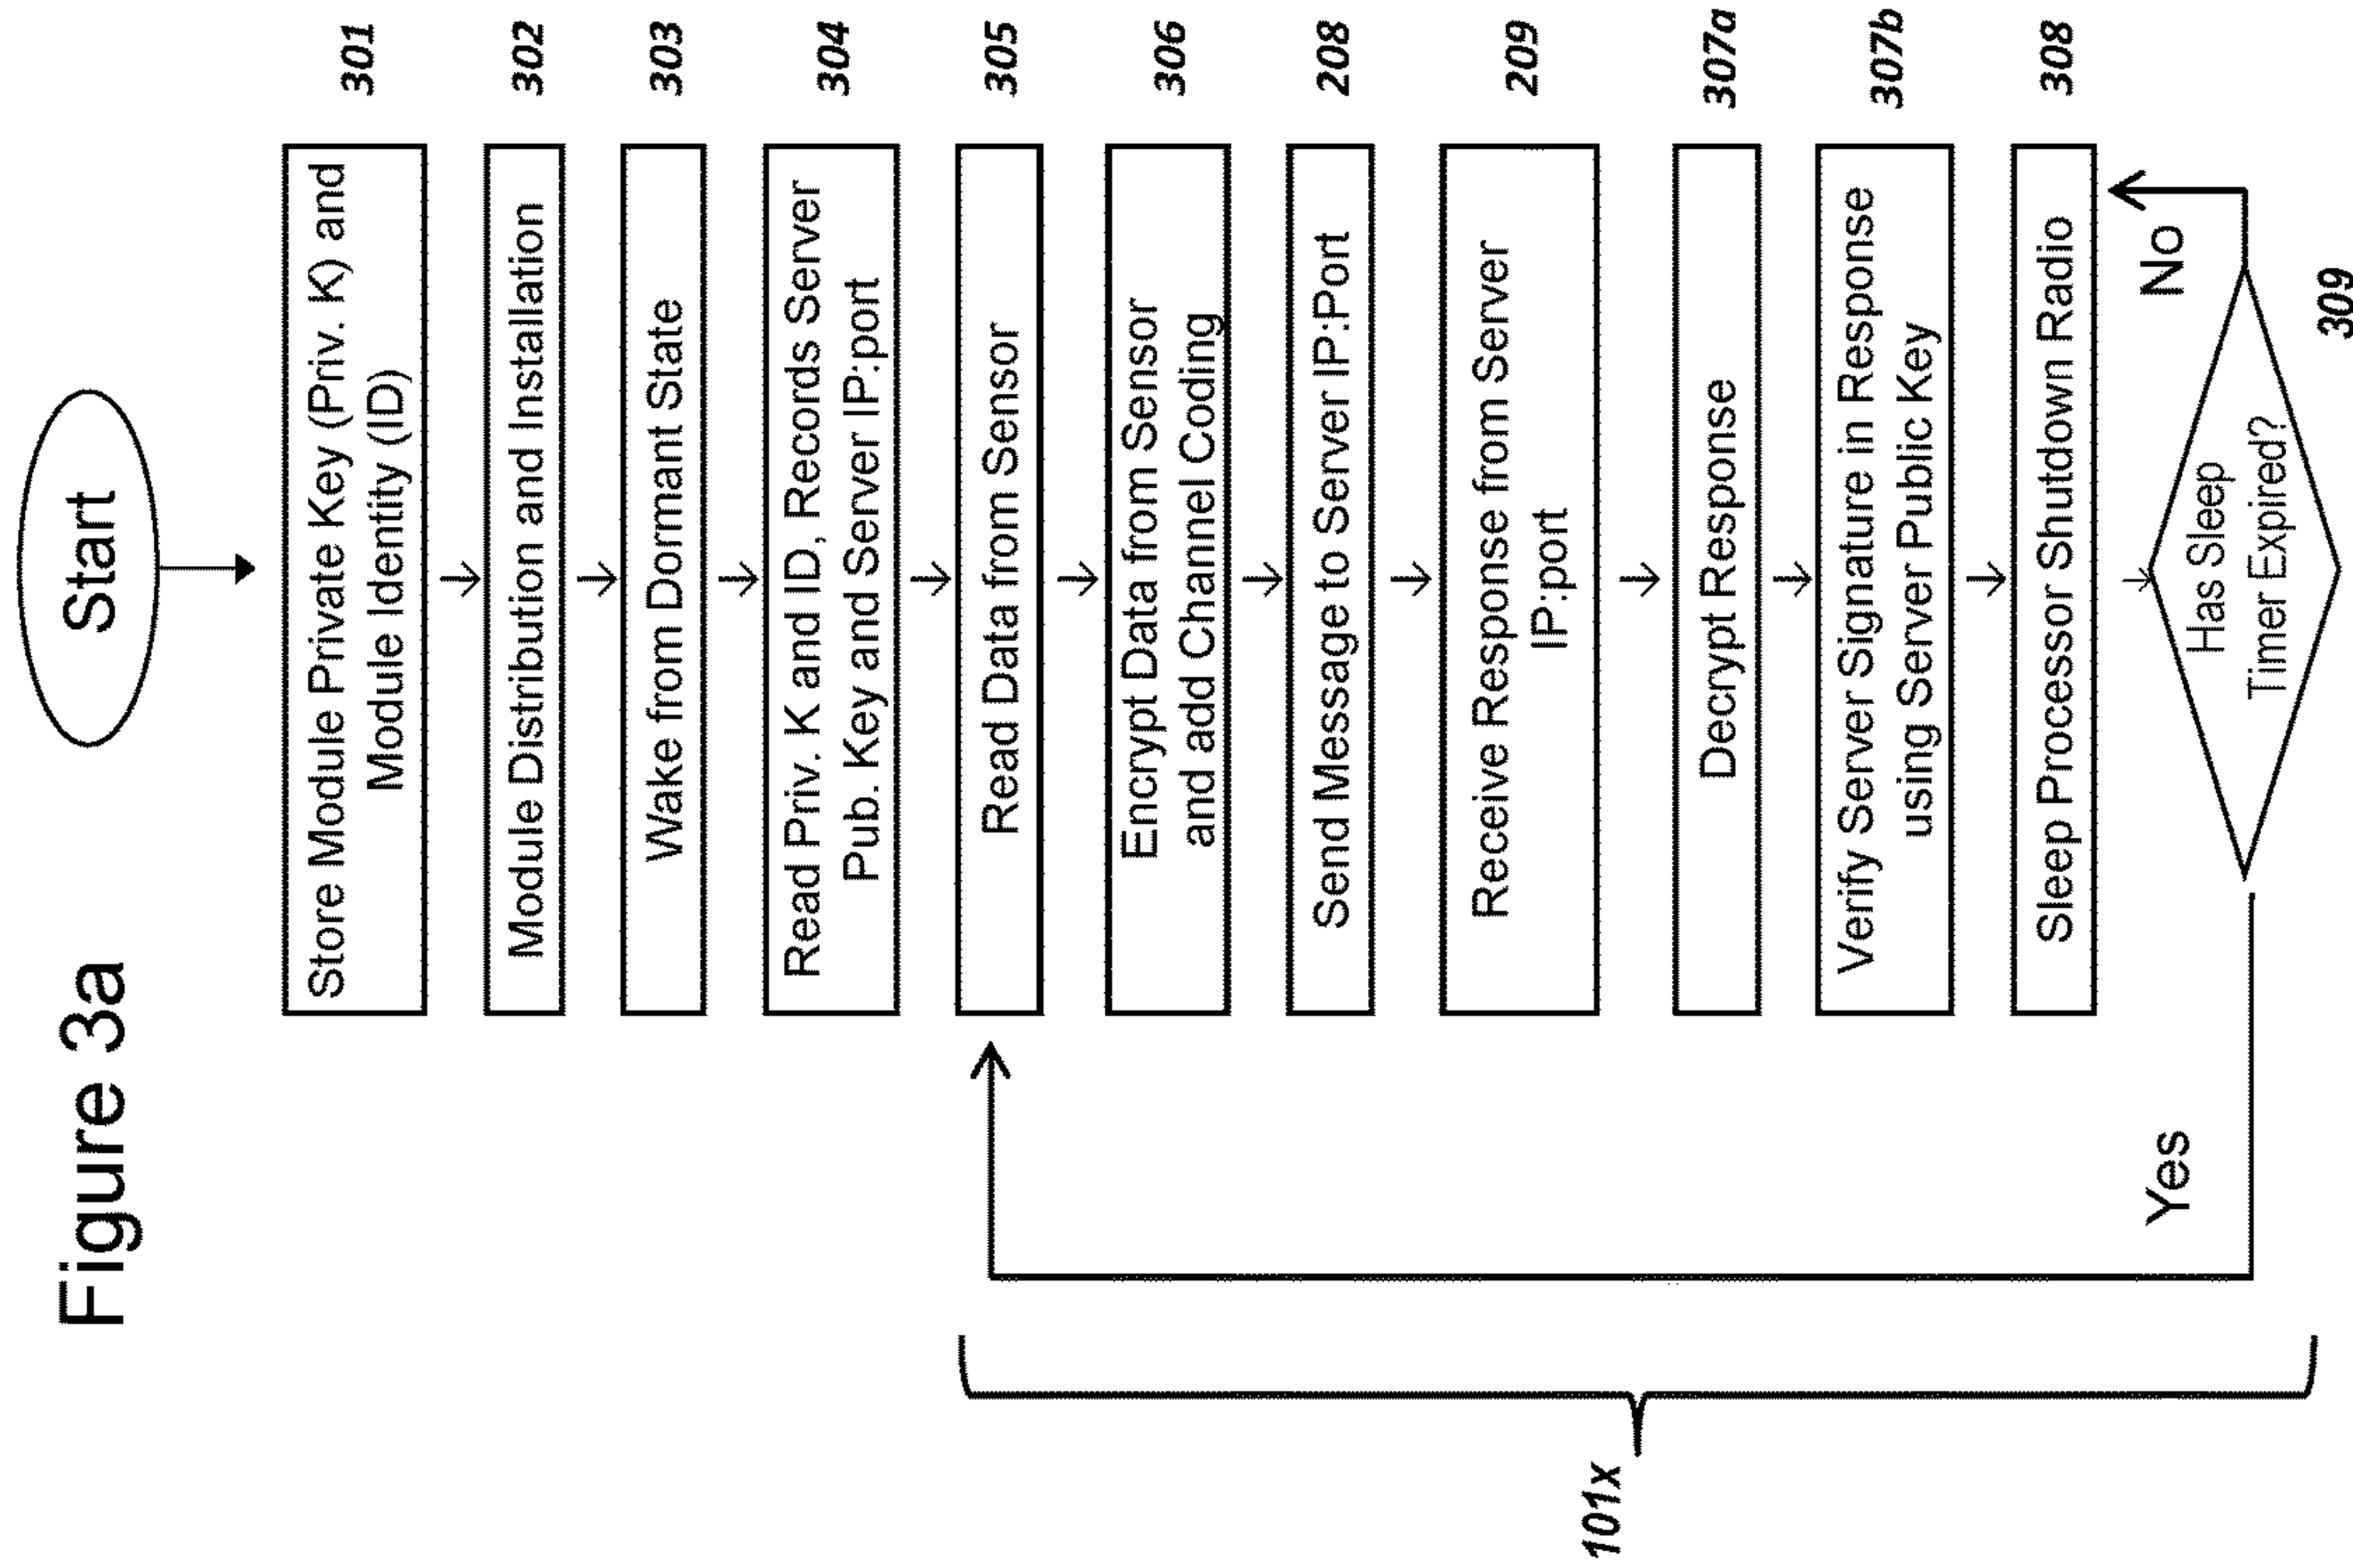 Figure 3a
Start
Store Module Private Key (Priv. K) and
Module Identity (ID)
301
Module Distribution and Installation
302
Wake from Dormant State
303
Read Priv. K and ID, Records Server
Pub. Key and Server IP:port
304
Read Data from Sensor
305
Encrypt Data from Sensor
and add Channel Coding
306
Send Message to Server IP:Port
208
Receive Response from Server
IP:port
209
Decrypt Response
307a
Verify Server Signature in Response
using Server Public Key
307b
Sleep Processor Shutdown Radio
308
Yes
Has Sleep
Timer Expired?
No
309
101x